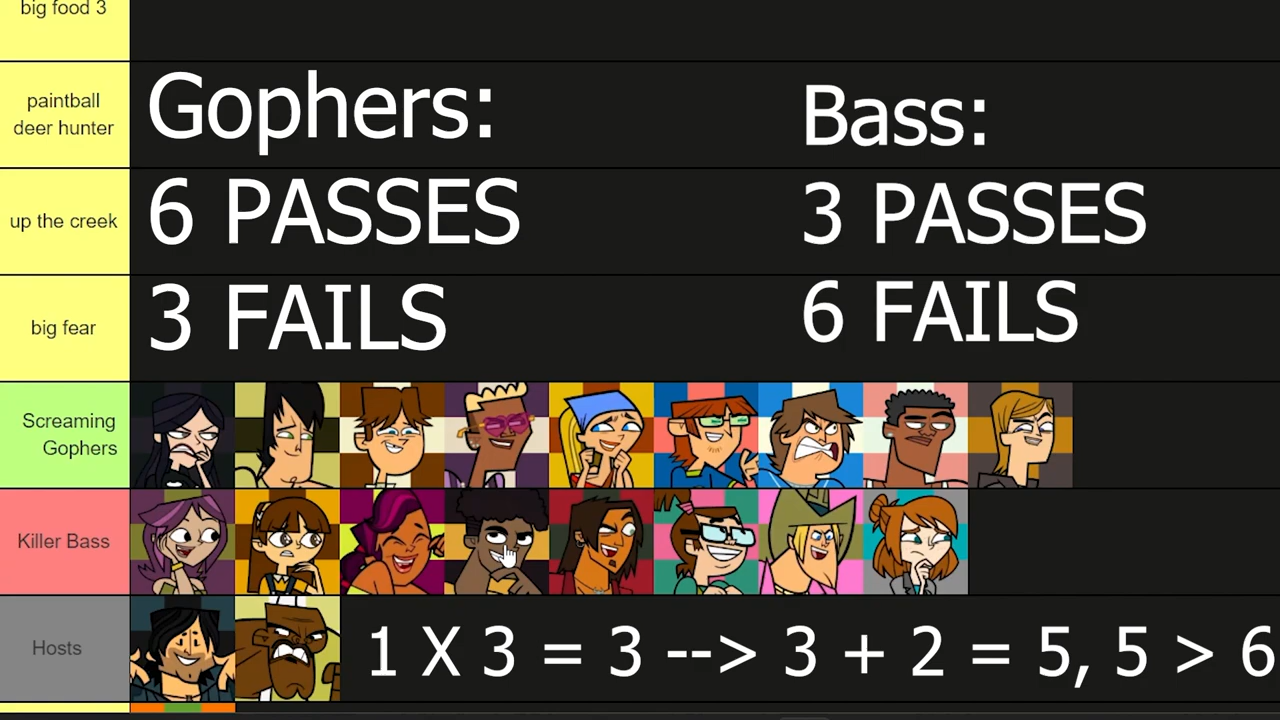 big food 3
paintball
deer hunter
Gophers:
Bass:
up the creek
6 PASSES
3 PASSES
big fear
3 FAILS
6 FAILS
Screaming
Gophers
Killer Bass
Hosts
1 X 3 = 3 --> 3 + 2 = 5, 5 > 6